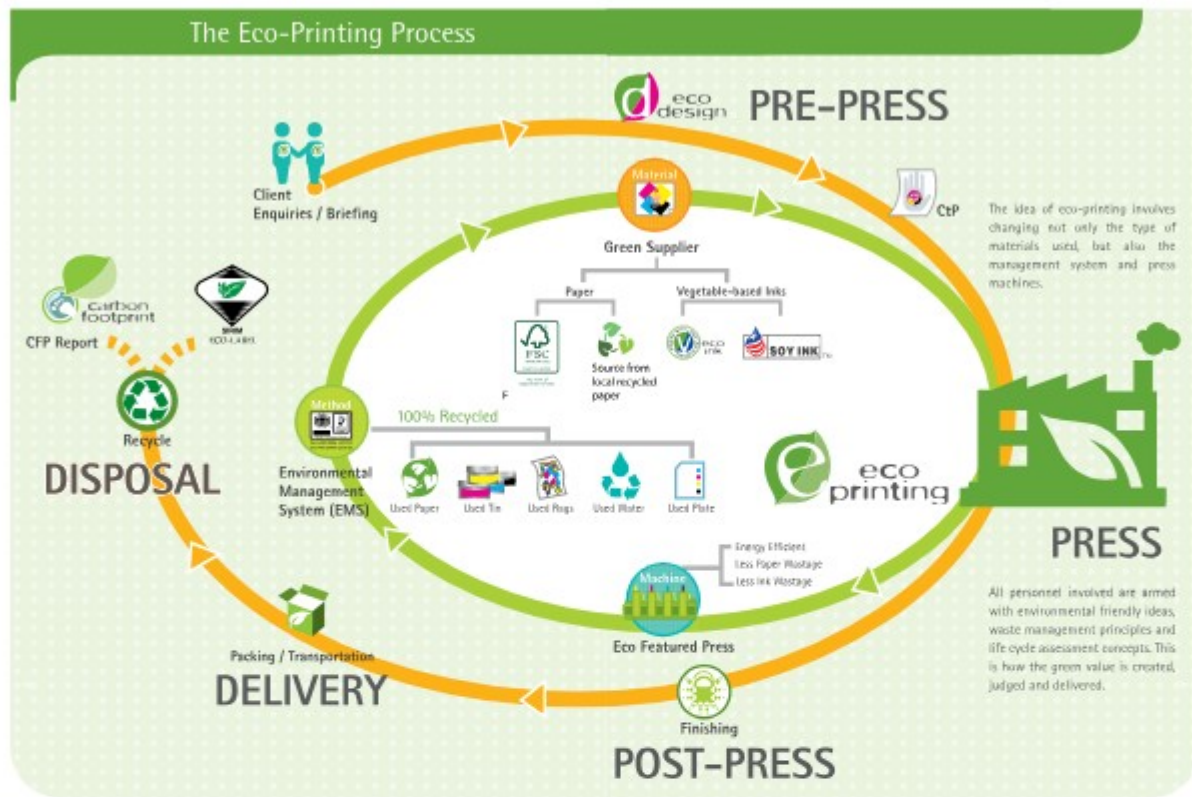 The Eco-Printing Process
eco
design
PRE-PRESS
Client
Enquiries / Briefing
Material
CtP
Green Supplier
The idea of eco-printing involves
changing not only the type of
materials used, but also the
management system and press
machines.
Paper
Vegetable-based Inks
carbon
footprint
CFP Report
SIRIM
ECO-LABEL
FSC
eco
ink
SOY INK
Source from
local recycled
paper
F
Method
100% Recycled
Recycle
DISPOSAL
Environmental
Management
System (EMS)
Used Paper
Used Tin
Used Rags
Used Water
Used Plate
eco
printing
PRESS
Energy Efficient
Less Paper Wastage
Less Ink Wastage
Machine
Eco Featured Press
All personnel involved are armed
with environmental friendly ideas,
waste management principles and
life cycle assessment concepts. This
is how the green value is created,
judged and delivered.
Packing / Transportation
DELIVERY
Finishing
POST-PRESS